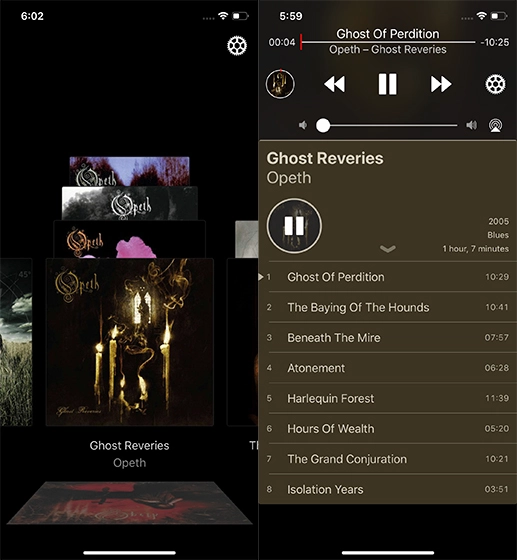 6:02
Opeth
Opeth
Opeth
45°
Opeth
Ghost Reveries
Ghost Reveries
Opeth
Th
5:59
Ghost Of Perdition
00:04
-10:25
Opeth – Ghost Reveries
Ghost Reveries
Opeth
2005
Blues
1 hour, 7 minutes
1 Ghost Of Perdition 10:29
2 The Baying Of The Hounds 10:41
3 Beneath The Mire 07:57
4 Atonement 06:28
5 Harlequin Forest 11:39
6 Hours Of Wealth 05:20
7 The Grand Conjuration 10:21
8 Isolation Years 03:51